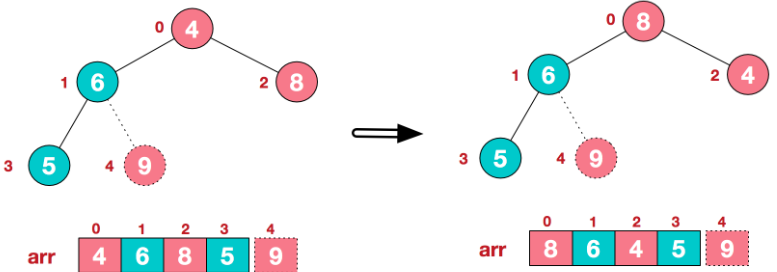 0 4
1 6 2 8
3 5 4 9
0 1 2 3 4
arr 4 6 8 5 9
0 8
1 6 2 4
3 5 4 9
0 1 2 3 4
arr 8 6 4 5 9